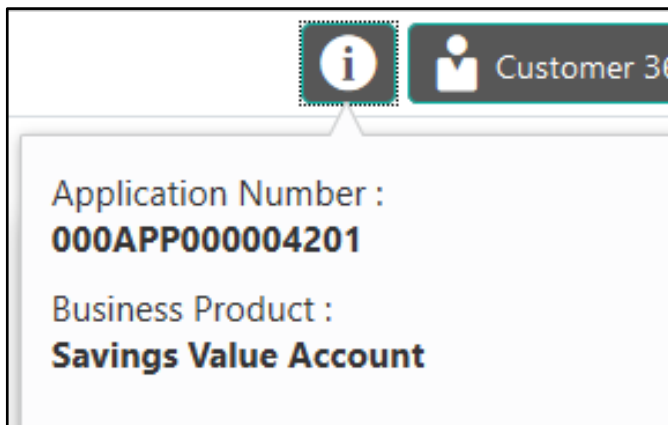 Customer 36
Application Number :
000APP000004201
Business Product :
Savings Value Account